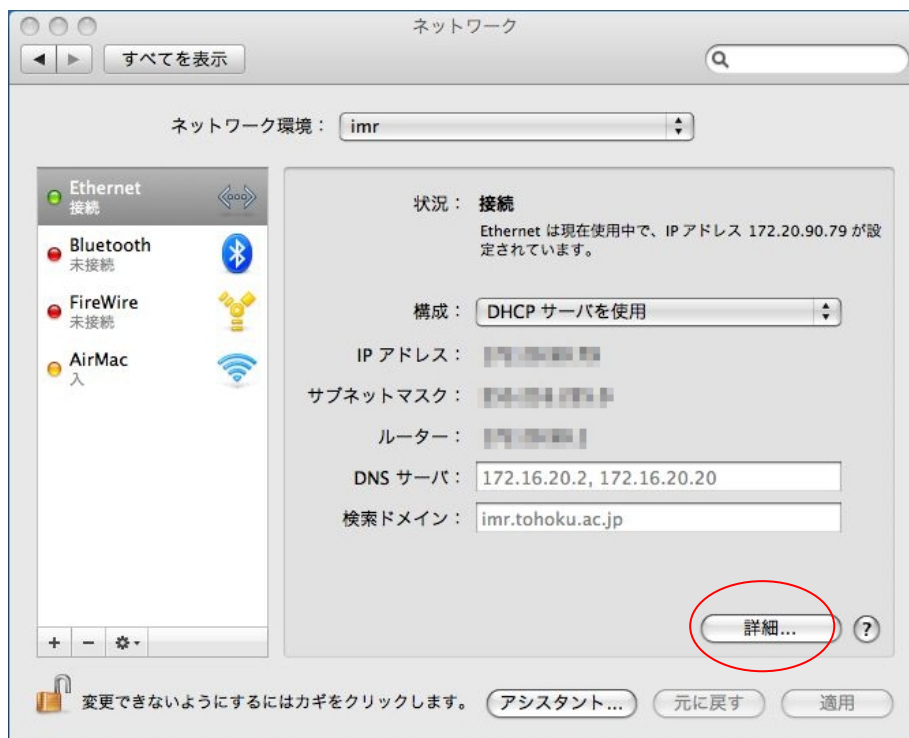 ネットワーク
すべてを表示
ネットワーク環境： imr
Ethernet
接続
Bluetooth
未接続
FireWire
未接続
AirMac
入
状況： 接続
Ethernet は現在使用中で、IP アドレス 172.20.90.79 が設
定されています。
構成： DHCP サーバを使用
IP アドレス：
サブネットマスク：
ルーター：
DNS サーバ： 172.16.20.2, 172.16.20.20
検索ドメイン： imr.tohoku.ac.jp
詳細... ?
+ −
変更できないようにするにはカギをクリックします。 アシスタント... 元に戻す 適用